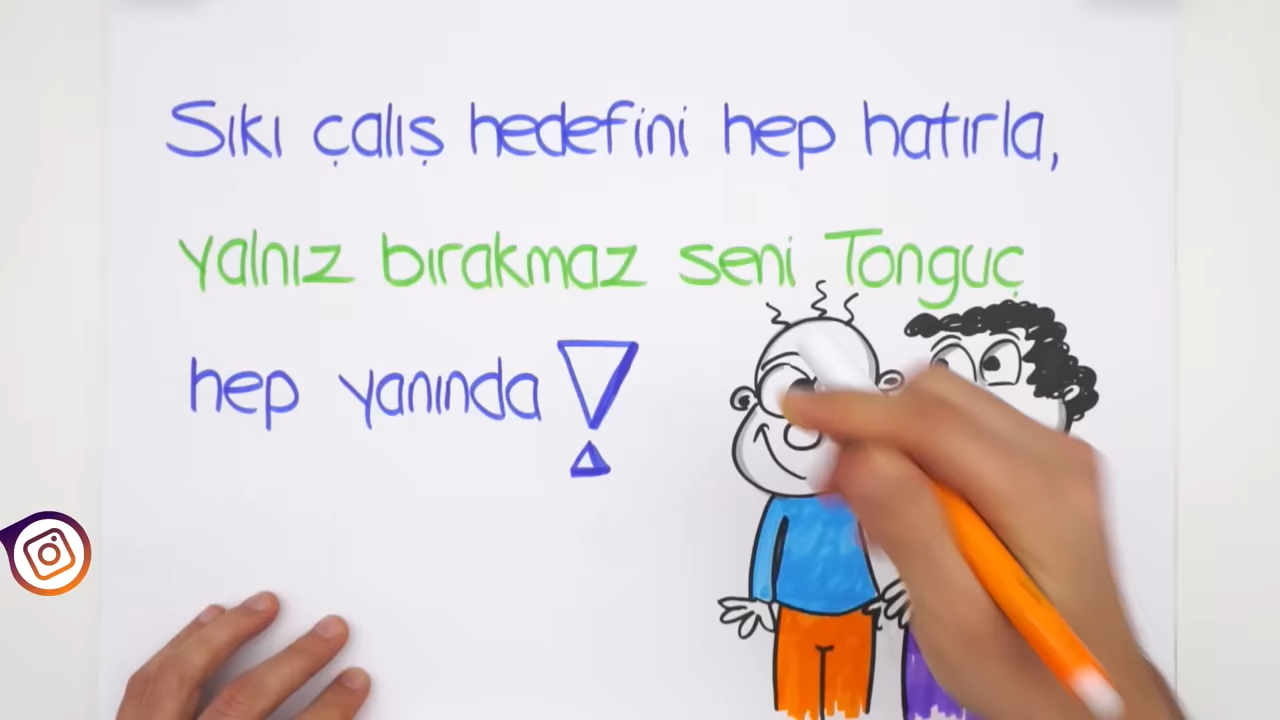 Sıkı çalış hedefini hep hatırla,
yalnız bırakmaz seni Tonguç
hep yanında!